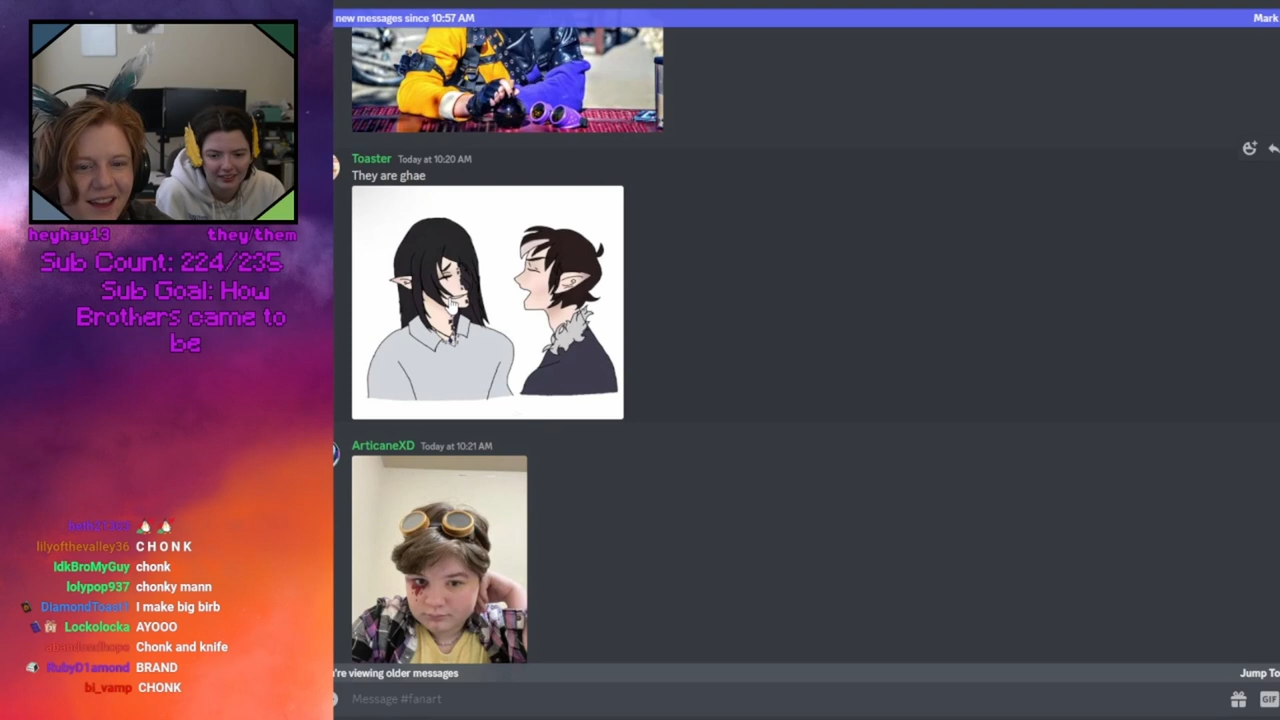 new messages since 10:57 AM
Mark
Toaster Today at 10:20 AM
They are ghae
ArticaneXD Today at 10:21 AM
're viewing older messages
Jump To
Message #fanart
GIF
heyhay13 they/them
Sub Count: 224/235
Sub Goal: How
Brothers came to
be
lilyofthevalley36 C H O N K
IdkBroMyGuy chonk
lolypop937 chonky mann
DiamondToast1 I make big birb
Lockolocka AYOOO
Chonk and knife
RubyD1amond BRAND
bi_vamp CHONK